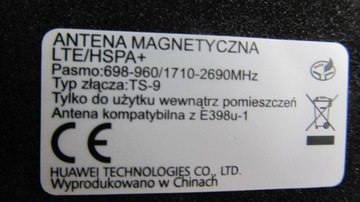 ANTENA MAGNETYCZNA
LTE/HSPA+
Pasmo:698-960/1710-2690MHz
Typ złącza:TS-9
Tylko do użytku wewnątrz pomieszczeń
Antena kompatybilna z E398u-1
HUAWEI TECHNOLOGIES CO., LTD.
Wyprodukowano w Chinach